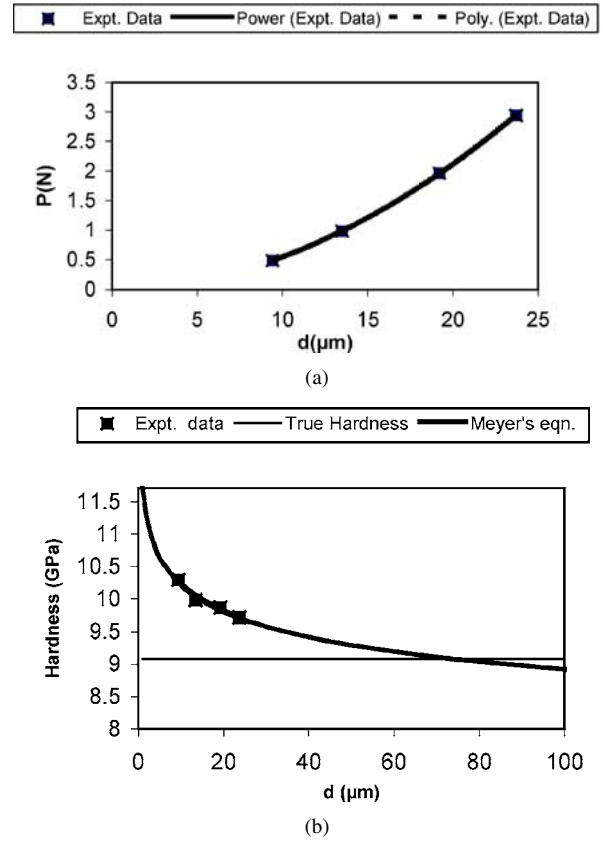 Expt. Data Power (Expt. Data) Poly. (Expt. Data)
3.5
3
2.5
2
1.5
1
0.5
0
P(N)
0 5 10 15 20 25
d(µm)
(a)
Expt. data True Hardness Meyer's eqn.
11.5
11
10.5
10
9.5
9
8.5
8
Hardness (GPa)
0 20 40 60 80 100
d (µm)
(b)